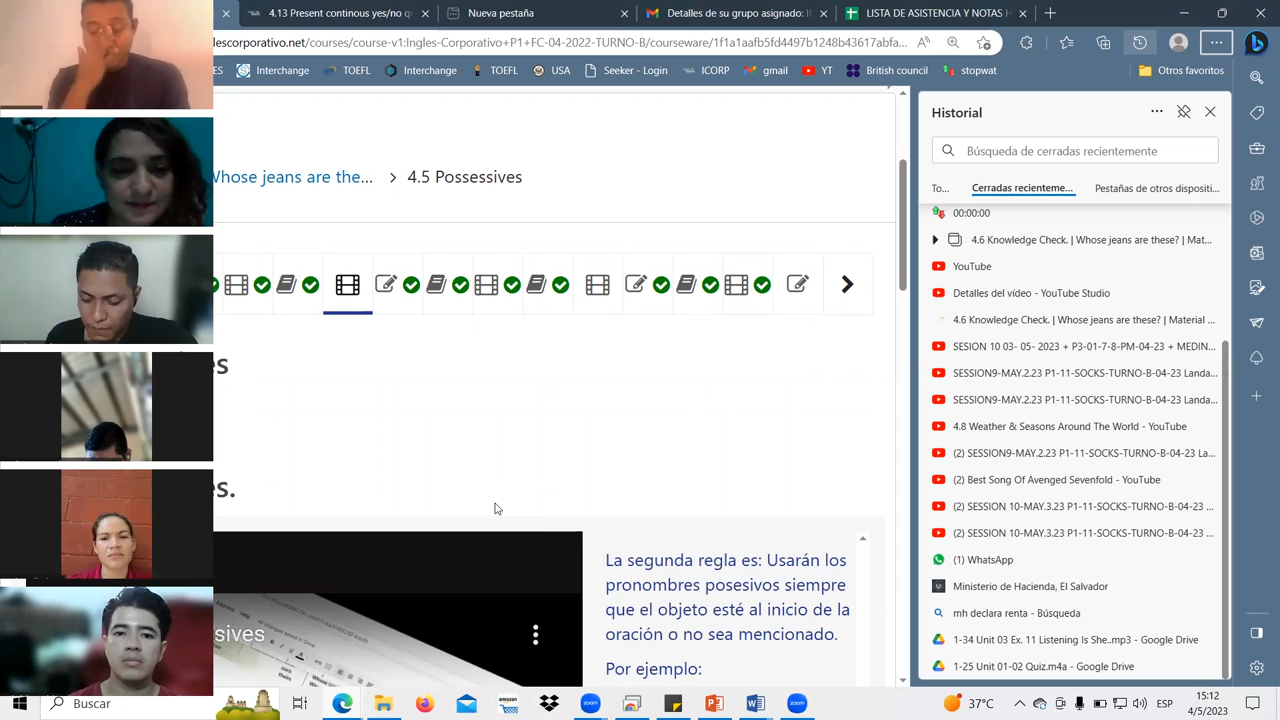 4.13 Present continuous yes/no q
Nueva pestaña
Detalles de su grupo asignado: I
LISTA DE ASISTENCIA
lescorporativo.net/courses/course-v1:Ingles-Corporativo+P1+FC-04-2022-TURNO-B/courseware/1f1a1aafb5fd4497b1248b43617abfa...
Interchange
TOEFL
Interchange
TOEFL
USA
Seeker - Login
ICORP
gmail
YT
British council
stopwat
Otros favoritos
Whose jeans are the...
4.5 Possessives
es
es.
sives
La segunda regla es: Usarán los
pronombres posesivos siempre
que el objeto esté al inicio de la
oración o no sea mencionado.
Por ejemplo:
Historial
Búsqueda de cerradas recientemente
To...
Cerradas recienteme...
Pestañas de otros dispositi...
00:00:00
4.6 Knowledge Check. | Whose jeans are these? | Mat...
YouTube
Detalles del vídeo - YouTube Studio
4.6 Knowledge Check. | Whose jeans are these? | Material ...
SESION 10 03- 05- 2023 + P3-01-7-8-PM-04-23 + MEDIN...
SESSION9-MAY.2.23 P1-11-SOCKS-TURNO-B-04-23 Landa...
SESSION9-MAY.2.23 P1-11-SOCKS-TURNO-B-04-23 Landa...
4.8 Weather & Seasons Around The World - YouTube
(2) SESSION9-MAY.2.23 P1-11-SOCKS-TURNO-B-04-23 La...
(2) Best Song Of Avenged Sevenfold - YouTube
(2) SESSION 10-MAY.3.23 P1-11-SOCKS-TURNO-B-04-23 ...
(2) SESSION 10-MAY.3.23 P1-11-SOCKS-TURNO-B-04-23 ...
(1) WhatsApp
Ministerio de Hacienda, El Salvador
mh declara renta - Búsqueda
1-34 Unit 03 Ex. 11 Listening Is She..mp3 - Google Drive
1-25 Unit 01-02 Quiz.m4a - Google Drive
Buscar
amazon
zoom
zoom
37°C
ESP
15:12
4/5/2023